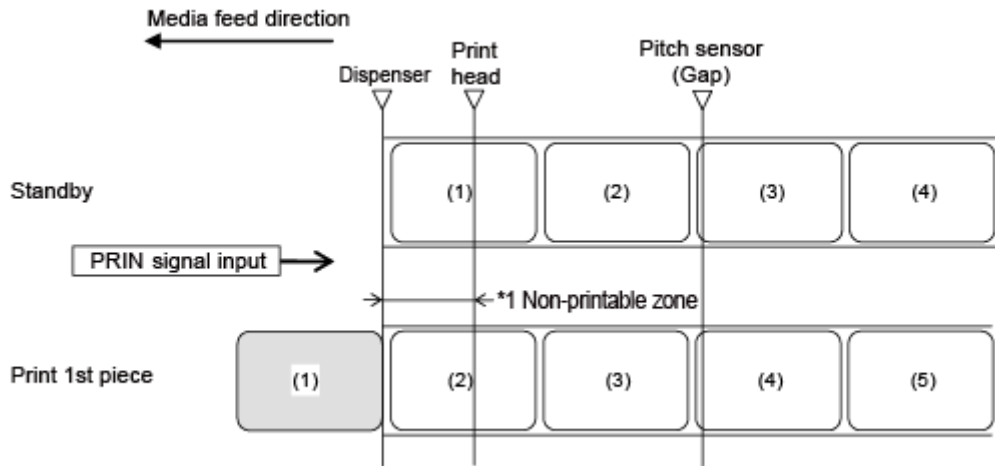 Media feed direction
Dispenser
Print
head
Pitch sensor
(Gap)
Standby
(1)
(2)
(3)
(4)
PRIN signal input
*1 Non-printable zone
Print 1st piece
(1)
(2)
(3)
(4)
(5)